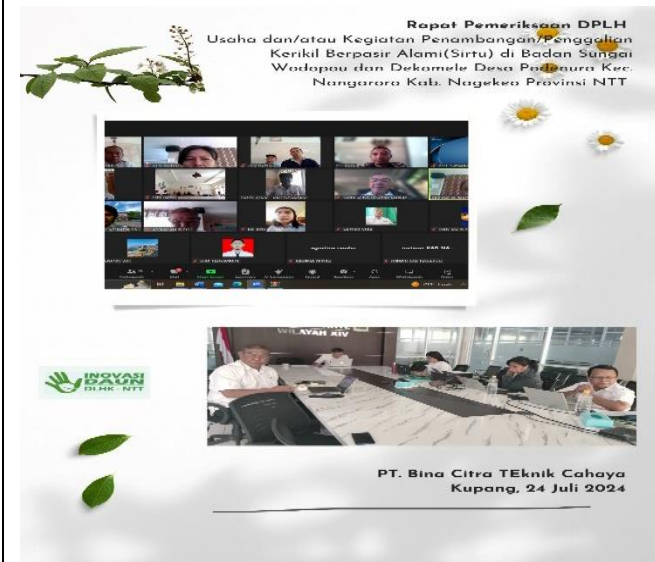 Rapat Pemeriksaan DPLH
Usaha dan/atau Kegiatan Penambangan/Penggalian
Kerikil Berpasir Alami(Sirtu) di Badan Sungai
Wodopau dan Dekamele Desa Podenura Kec.
Nangaroro Kab. Nagekeo Provinsi NTT
WILAYAH XIV
INOVASI
DAUN
DLHK - NTT
PT. Bina Citra TEknik Cahaya
Kupang, 24 Juli 2024